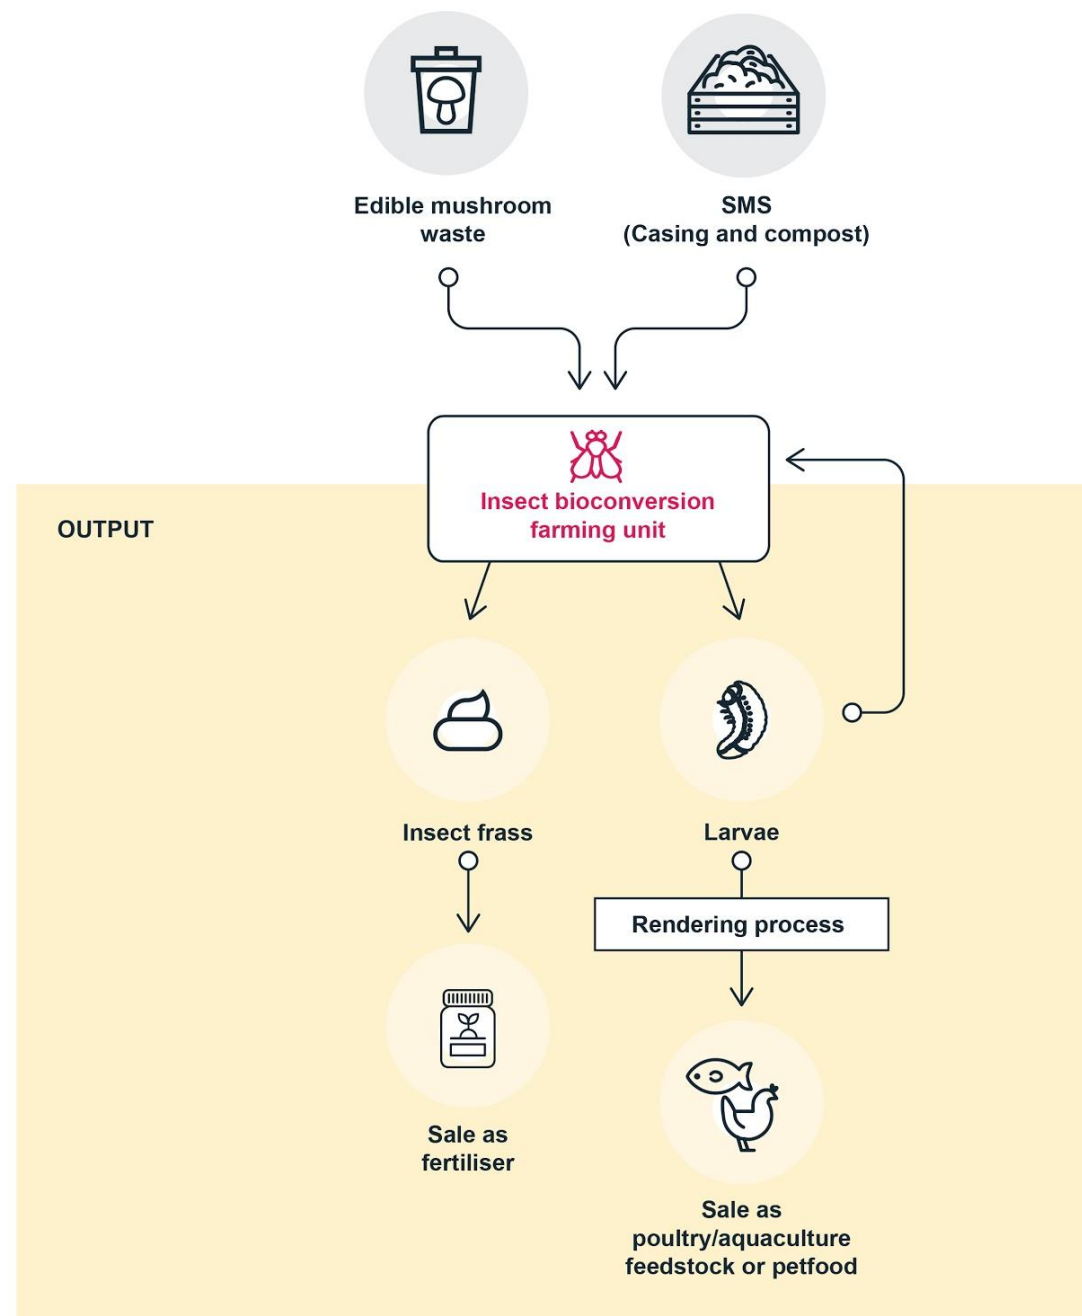 Edible mushroom
waste
SMS
(Casing and compost)
Insect bioconversion
farming unit
OUTPUT
Insect frass
Larvae
Rendering process
Sale as
fertiliser
Sale as
poultry/aquaculture
feedstock or petfood